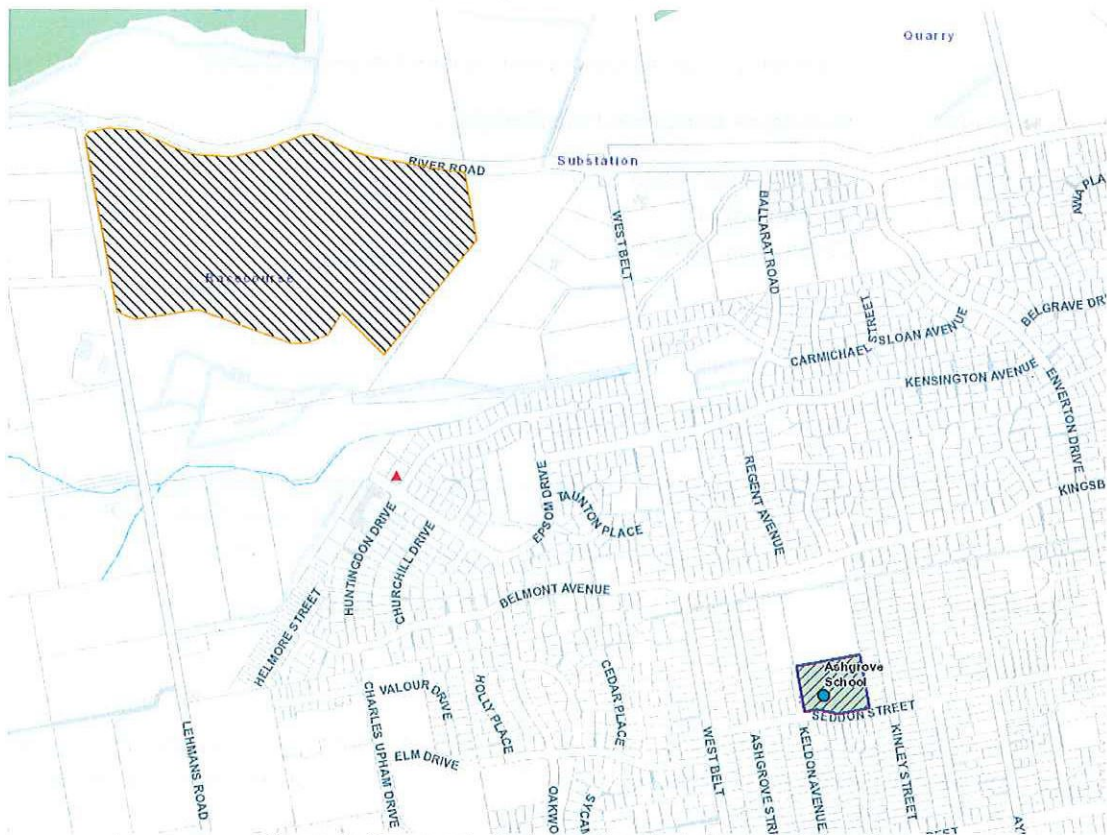 Quarry
RIVER ROAD
Substation
WEST BELT
BALLARAT ROAD
Racecourse
BELGRAVE
CARMICHAEL STREET
SLOAN AVENUE
KENSINGTON AVENUE
ENVERTON DRIVE
KINGSB
REGENT AVENUE
EPSOM DRIVE
TAUNTON PLACE
HUNTINGDON DRIVE
CHURCHILL DRIVE
BELMONT AVENUE
HELMORE STREET
Ashgrove
School
SEDDON STREET
VALOUR DRIVE
HOLLY PLACE
CEDAR PLACE
CHARLES UPHAM DRIVE
ELM DRIVE
LEHMANS ROAD
WEST BELT
ASHGROVE STR
KELDON AVENUE
KINLEY STREET
OAKWO
SYCAM